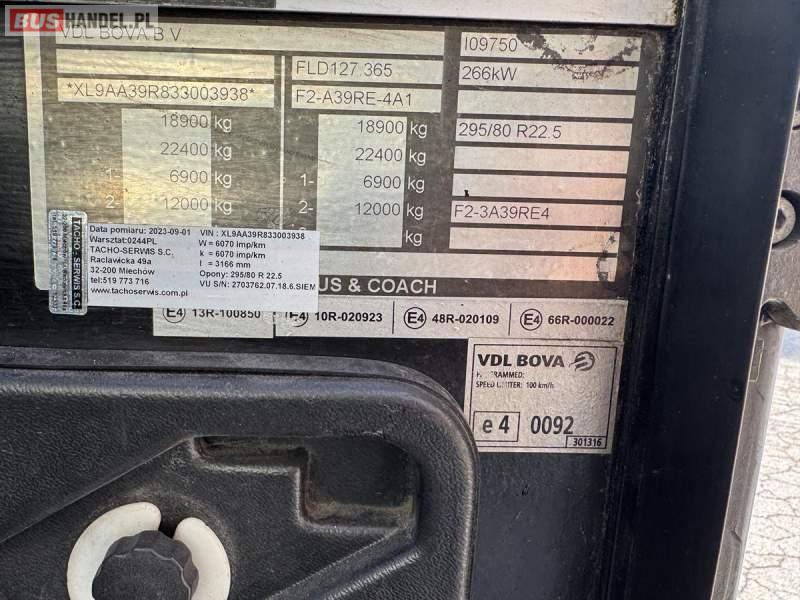 BUSHANDEL.PL
VDL BOVA B.V
I09750
FLD127.365
266kW
*XL9AA39R833003938*
F2-A39RE-4A1
18900 kg
18900 kg
295/80 R22.5
22400 kg
22400 kg
1- 6900 kg
1- 6900 kg
2- 12000 kg
2- 12000 kg
F2-3A39RE4
TACHO - SERWIS S.C.
Data pomiaru: 2023-09-01
Warsztat:0244PL
TACHO-SERWIS S.C.
Racławicka 49a
32-200 Miechów
tel:519 773 716
www.tachoserwis.com.pl
VIN : XL9AA39R833003938
W = 6070 imp/km
k = 6070 imp/km
l = 3166 mm
Opony: 295/80 R 22.5
VU S/N: 2703762.07.18.6.SIEM
US & COACH
E4 13R-100850
E4 10R-020923
E4 48R-020109
E4 66R-000022
VDL BOVA
SPEED LIMITER: 100 km/h
e4 0092
301316